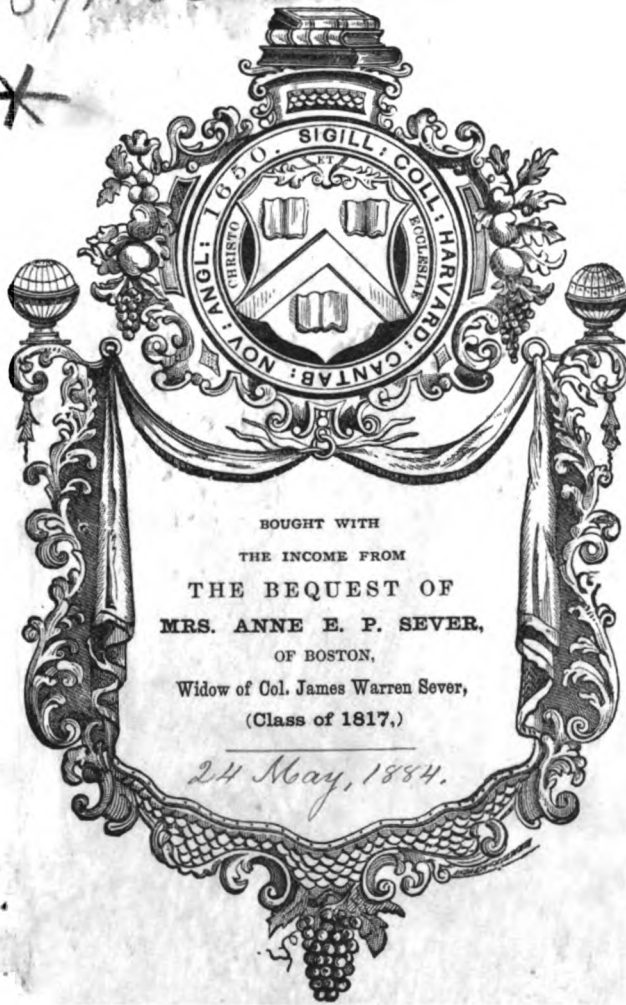 SIGILL: COLL: HARVARD: CANTAB: NOV: ANGL: 1650.
CHRISTO ET ECCLESIAE
BOUGHT WITH
THE INCOME FROM
THE BEQUEST OF
MRS. ANNE E. P. SEVER,
OF BOSTON,
Widow of Col. James Warren Sever,
(Class of 1817,)
24 May, 1884.